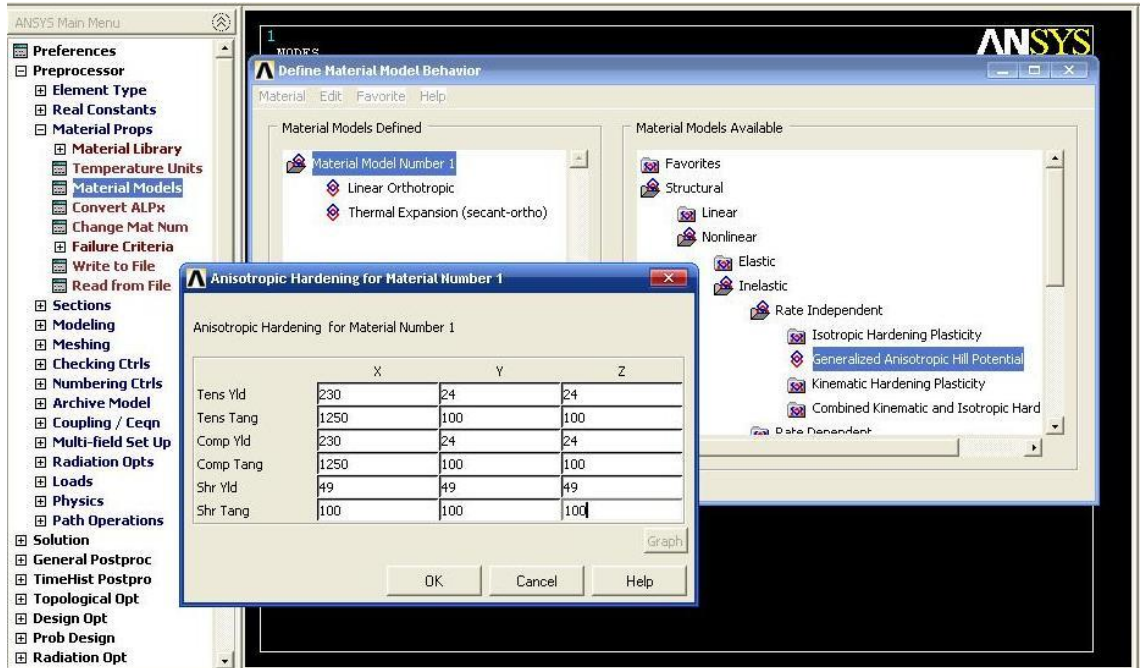 ANSYS Main Menu
Preferences
Preprocessor
Element Type
Real Constants
Material Props
Material Library
Temperature Units
Material Models
Convert ALPx
Change Mat Num
Failure Criteria
Write to File
Read from File
Sections
Modeling
Meshing
Checking Ctrls
Numbering Ctrls
Archive Model
Coupling / Ceqn
Multi-field Set Up
Radiation Opts
Loads
Physics
Path Operations
Solution
General Postproc
TimeHist Postpro
Topological Opt
Design Opt
Prob Design
Radiation Opt
1
NODES
ANSYS
Define Material Model Behavior
Material Edit Favorite Help
Material Models Defined
Material Model Number 1
Linear Orthotropic
Thermal Expansion (secant-ortho)
Material Models Available
Favorites
Structural
Linear
Nonlinear
Elastic
Inelastic
Rate Independent
Isotropic Hardening Plasticity
Generalized Anisotropic Hill Potential
Kinematic Hardening Plasticity
Combined Kinematic and Isotropic Hard
Rate Dependent
Anisotropic Hardening for Material Number 1
Anisotropic Hardening for Material Number 1
X Y Z
Tens Yld 230 24 24
Tens Tang 1250 100 100
Comp Yld 230 24 24
Comp Tang 1250 100 100
Shr Yld 49 49 49
Shr Tang 100 100 100
Graph
OK Cancel Help